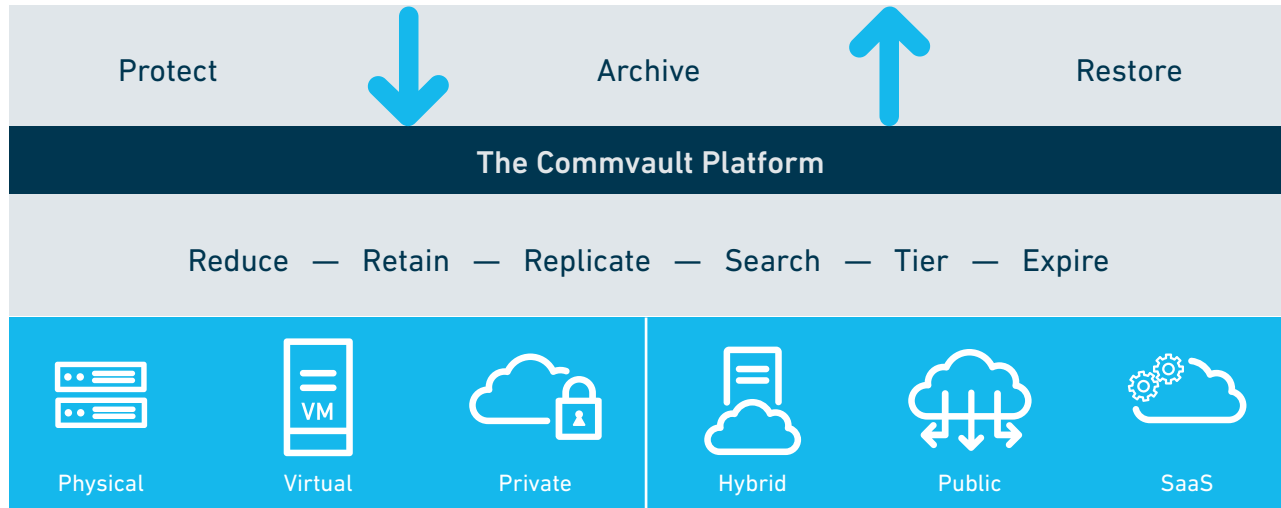 Protect Archive Restore
The Commvault Platform
Reduce — Retain — Replicate — Search — Tier — Expire
VM
Physical Virtual Private Hybrid Public SaaS